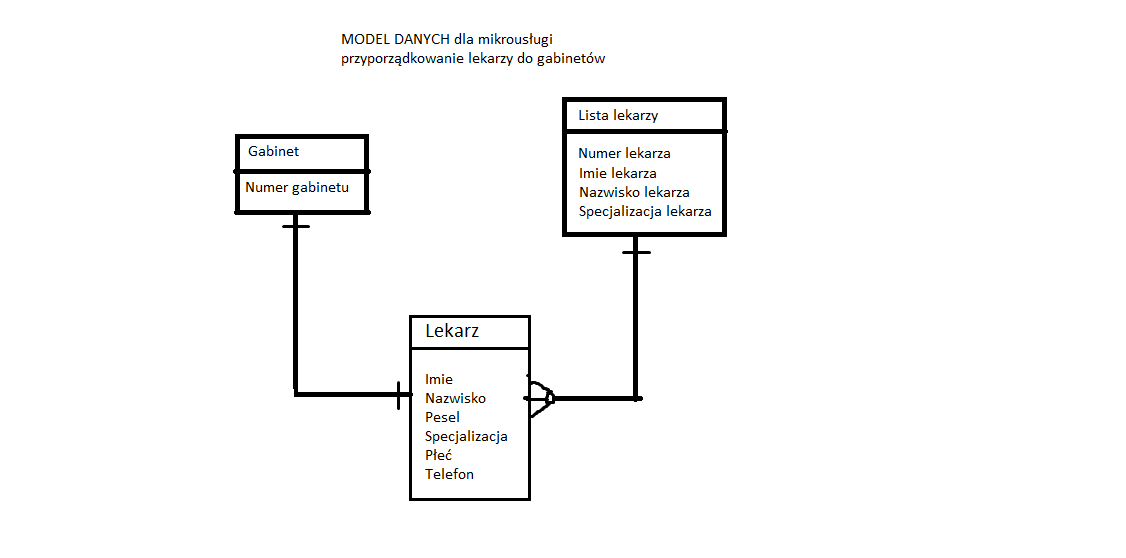 MODEL DANYCH dla mikrousługi
przyporządkowanie lekarzy do gabinetów
Gabinet
Numer gabinetu
Lista lekarzy
Numer lekarza
Imie lekarza
Nazwisko lekarza
Specjalizacja lekarza
Lekarz
Imie
Nazwisko
Pesel
Specjalizacja
Płeć
Telefon